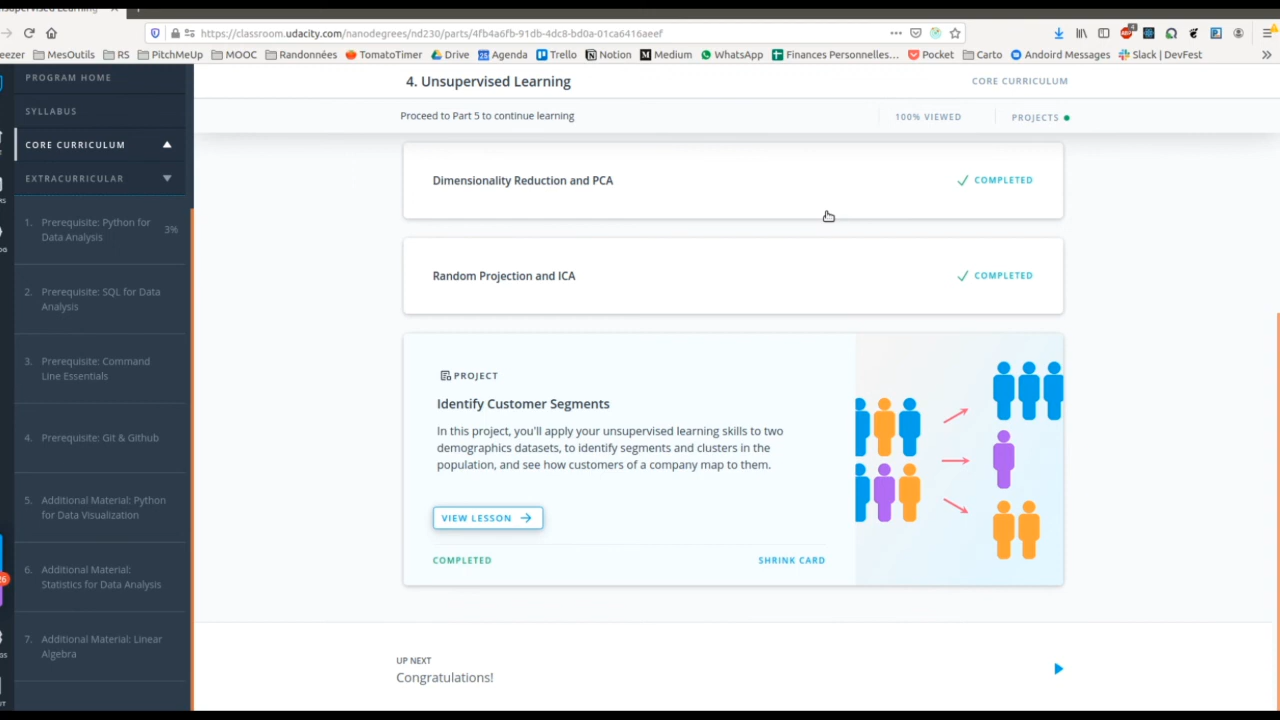 https://classroom.udacity.com/nanodegrees/nd230/parts/4fb4a6fb-91db-4dc8-bd0a-01ca6416aeef
eezer MesOutils RS PitchMeUp MOOC Randonnées TomatoTimer Drive Agenda Trello Notion Medium WhatsApp Finances Personnelles… Pocket Carto Andoird Messages Slack | DevFest
PROGRAM HOME
SYLLABUS
CORE CURRICULUM
EXTRACURRICULAR
1. Prerequisite: Python for
Data Analysis
3%
2. Prerequisite: SQL for Data
Analysis
3. Prerequisite: Command
Line Essentials
4. Prerequisite: Git & Github
5. Additional Material: Python
for Data Visualization
6. Additional Material:
Statistics for Data Analysis
7. Additional Material: Linear
Algebra
4. Unsupervised Learning
CORE CURRICULUM
Proceed to Part 5 to continue learning
100% VIEWED
PROJECTS
Dimensionality Reduction and PCA
COMPLETED
Random Projection and ICA
COMPLETED
PROJECT
Identify Customer Segments
In this project, you'll apply your unsupervised learning skills to two
demographics datasets, to identify segments and clusters in the
population, and see how customers of a company map to them.
VIEW LESSON
COMPLETED
SHRINK CARD
UP NEXT
Congratulations!